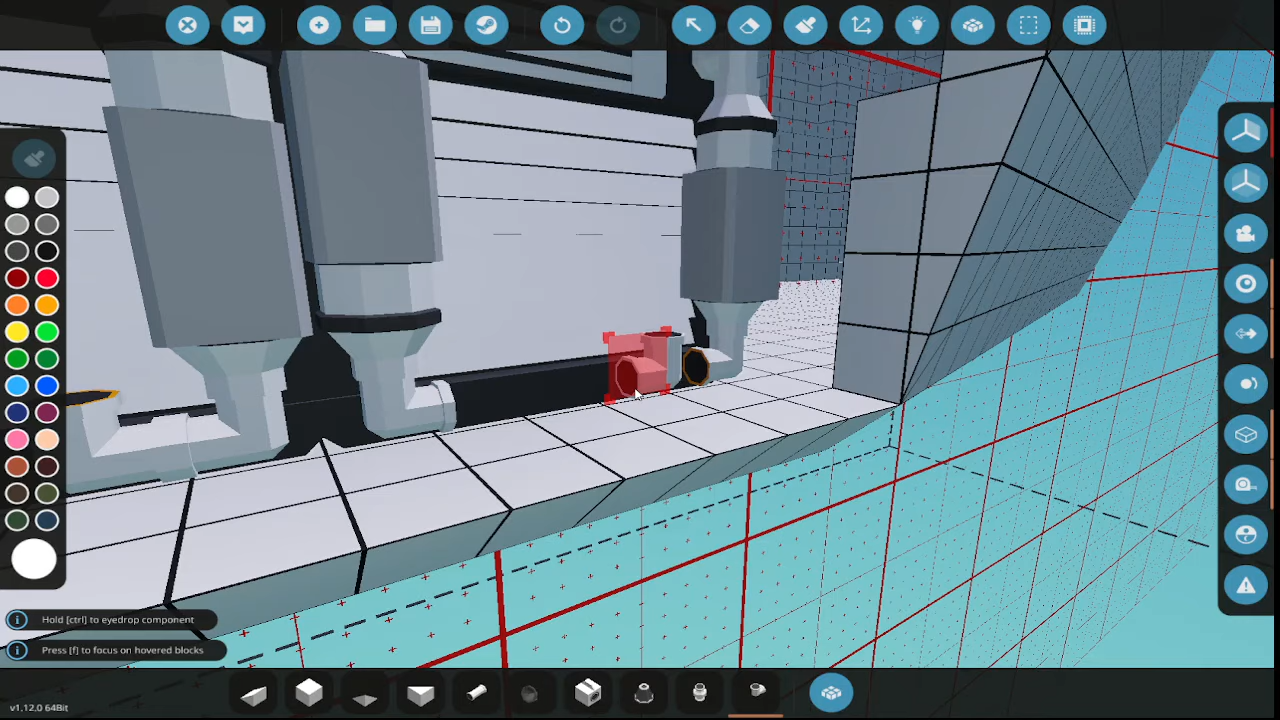 Hold [ctrl] to eyedrop component
Press [f] to focus on hovered blocks
v1.12.0 64Bit